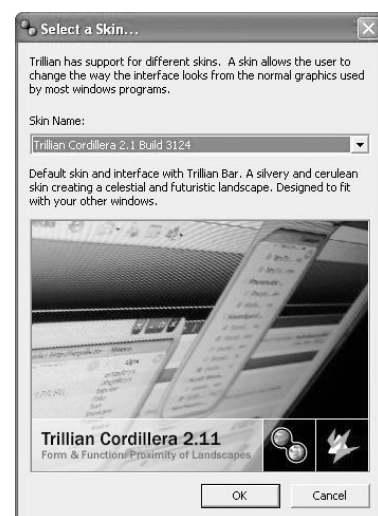 Select a Skin...
Trillian has support for different skins. A skin allows the user to
change the way the interface looks from the normal graphics used
by most windows programs.
Skin Name:
Trillian Cordillera 2.1 Build 3124
Default skin and interface with Trillian Bar. A silvery and cerulean
skin creating a celestial and futuristic landscape. Designed to fit
with your other windows.
Trillian Cordillera 2.11
Form & Function/Proximity of Landscapes
OK
Cancel